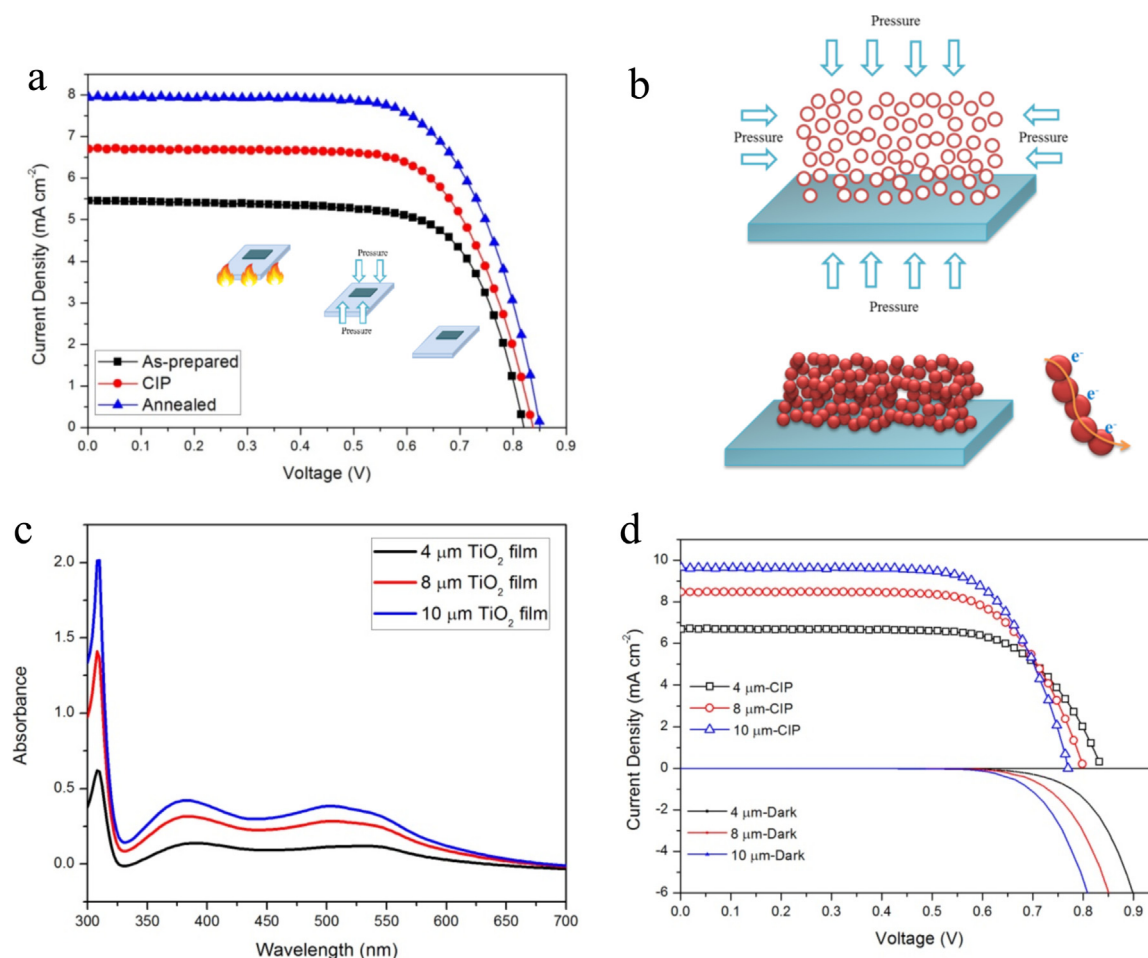 a
Current Density (mA cm⁻²)
8
7
6
5
4
3
2
1
0
Pressure
Pressure
As-prepared
CIP
Annealed
0.0 0.1 0.2 0.3 0.4 0.5 0.6 0.7 0.8 0.9
Voltage (V)
b
Pressure
Pressure
Pressure
Pressure
e⁻
e⁻
e⁻
c
Absorbance
2.0
1.5
1.0
0.5
0.0
4 μm TiO₂ film
8 μm TiO₂ film
10 μm TiO₂ film
300 350 400 450 500 550 600 650 700
Wavelength (nm)
d
Current Density (mA cm⁻²)
10
8
6
4
2
0
-2
-4
-6
4 μm-CIP
8 μm-CIP
10 μm-CIP
4 μm-Dark
8 μm-Dark
10 μm-Dark
0.0 0.1 0.2 0.3 0.4 0.5 0.6 0.7 0.8 0.9
Voltage (V)